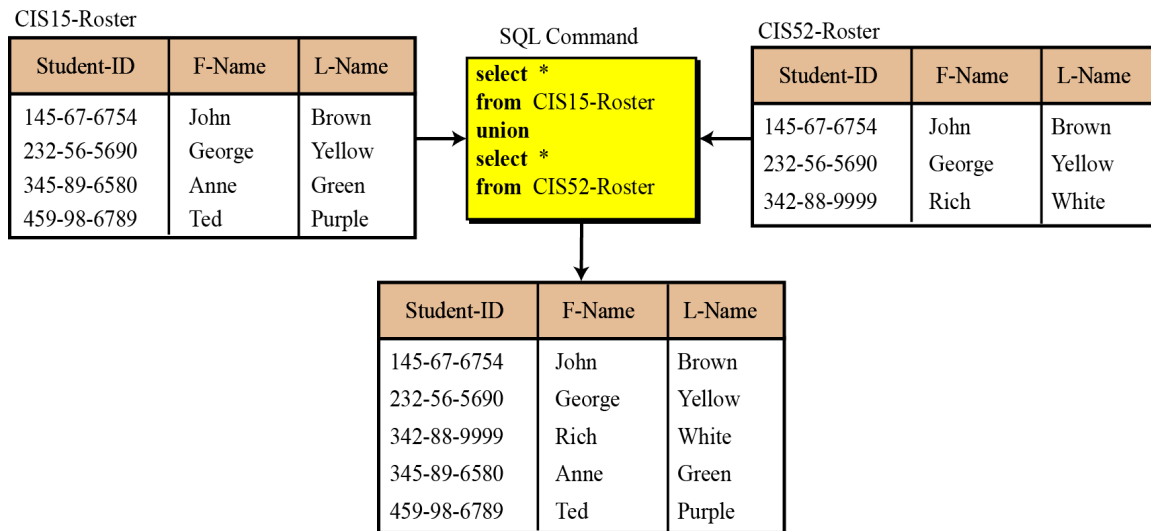 CIS15-Roster
Student-ID F-Name L-Name
145-67-6754 John Brown
232-56-5690 George Yellow
345-89-6580 Anne Green
459-98-6789 Ted Purple
SQL Command
select *
from CIS15-Roster
union
select *
from CIS52-Roster
CIS52-Roster
Student-ID F-Name L-Name
145-67-6754 John Brown
232-56-5690 George Yellow
342-88-9999 Rich White
Student-ID F-Name L-Name
145-67-6754 John Brown
232-56-5690 George Yellow
342-88-9999 Rich White
345-89-6580 Anne Green
459-98-6789 Ted Purple